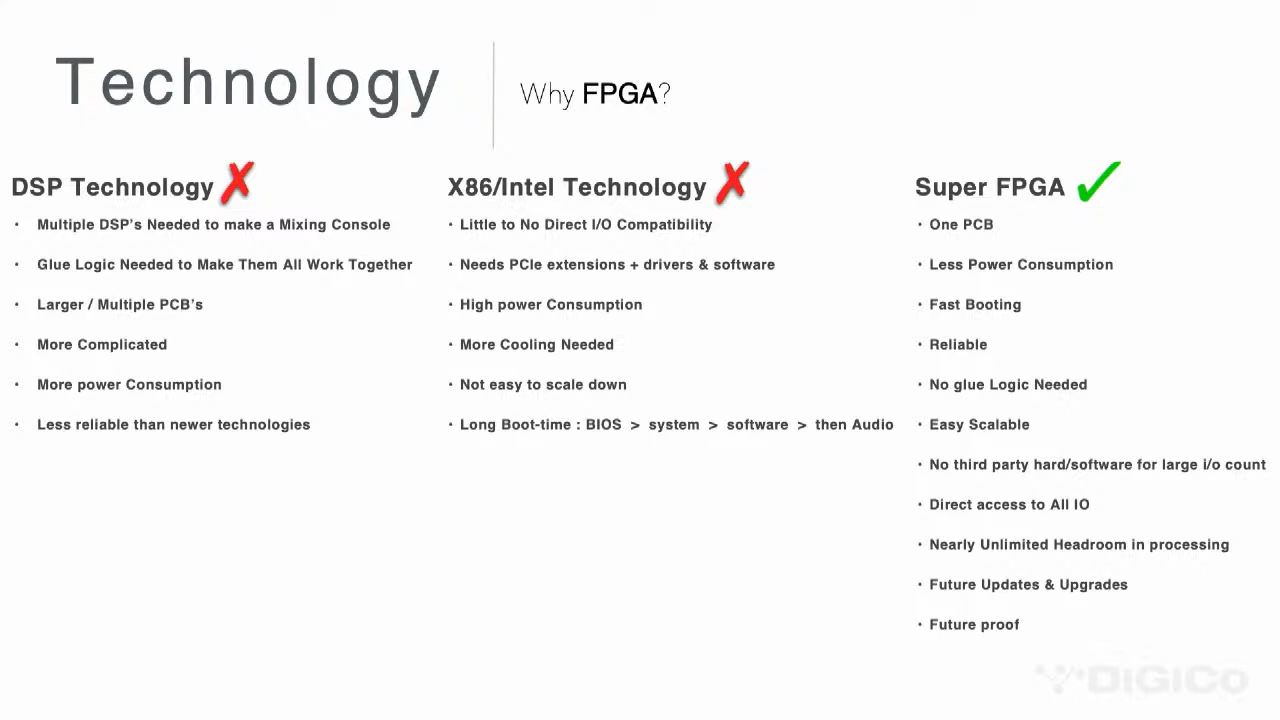 Technology
Why FPGA?
DSP Technology ✗
• Multiple DSP's Needed to make a Mixing Console
• Glue Logic Needed to Make Them All Work Together
• Larger / Multiple PCB's
• More Complicated
• More power Consumption
• Less reliable than newer technologies
X86/Intel Technology ✗
• Little to No Direct I/O Compatibility
• Needs PCIe extensions + drivers & software
• High power Consumption
• More Cooling Needed
• Not easy to scale down
• Long Boot-time : BIOS > system > software > then Audio
Super FPGA ✓
• One PCB
• Less Power Consumption
• Fast Booting
• Reliable
• No glue Logic Needed
• Easy Scalable
• No third party hard/software for large i/o count
• Direct access to All IO
• Nearly Unlimited Headroom in processing
• Future Updates & Upgrades
• Future proof
DiGiCo